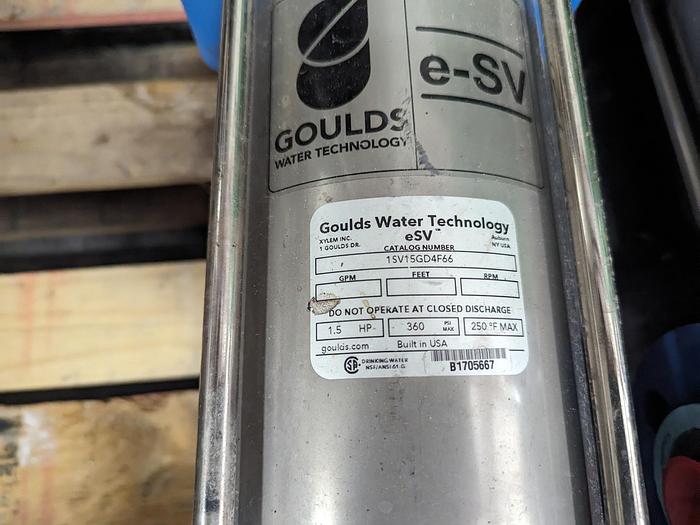 GOULDS
WATER TECHNOLOGY
e-SV
Goulds Water Technology
eSV™
XYLEM INC.
1 GOULDS DR.
Auburn
NY USA
CATALOG NUMBER
1SV15GD4F66
GPM FEET RPM
DO NOT OPERATE AT CLOSED DISCHARGE
1.5 HP 360 PSI MAX 250 °F MAX
goulds.com Built in USA
DRINKING WATER
NSF/ANSI 61-G
B1705667